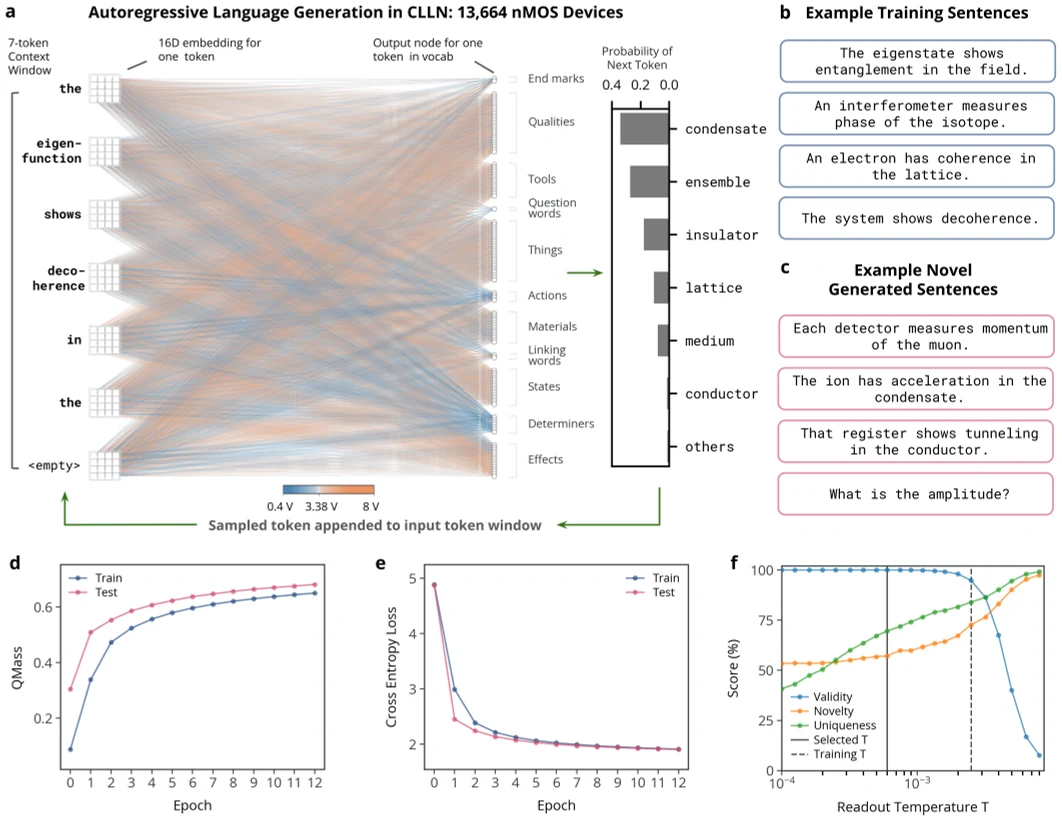 a
Autoregressive Language Generation in CLLN: 13,664 nMOS Devices
7-token
Context
Window
16D embedding for
one token
Output node for one
token in vocab
the
eigen-
function
shows
deco-
herence
in
the
<empty>
End marks
Qualities
Tools
Question
words
Things
Actions
Materials
Linking
words
States
Determiners
Effects
Probability of
Next Token
0.4 0.2 0.0
condensate
ensemble
insulator
lattice
medium
conductor
others
0.4 V 3.38 V 8 V
Sampled token appended to input token window
b Example Training Sentences
The eigenstate shows
entanglement in the field.
An interferometer measures
phase of the isotope.
An electron has coherence in
the lattice.
The system shows decoherence.
c Example Novel
Generated Sentences
Each detector measures momentum
of the muon.
The ion has acceleration in the
condensate.
That register shows tunneling
in the conductor.
What is the amplitude?
d
Train
Test
QMass
0.6
0.4
0.2
0 1 2 3 4 5 6 7 8 9 10 11 12
Epoch
e
Train
Test
Cross Entropy Loss
5
4
3
2
0 1 2 3 4 5 6 7 8 9 10 11 12
Epoch
f
Score (%)
100
75
50
25
0
Validity
Novelty
Uniqueness
Selected T
Training T
10⁻⁴ 10⁻³
Readout Temperature T